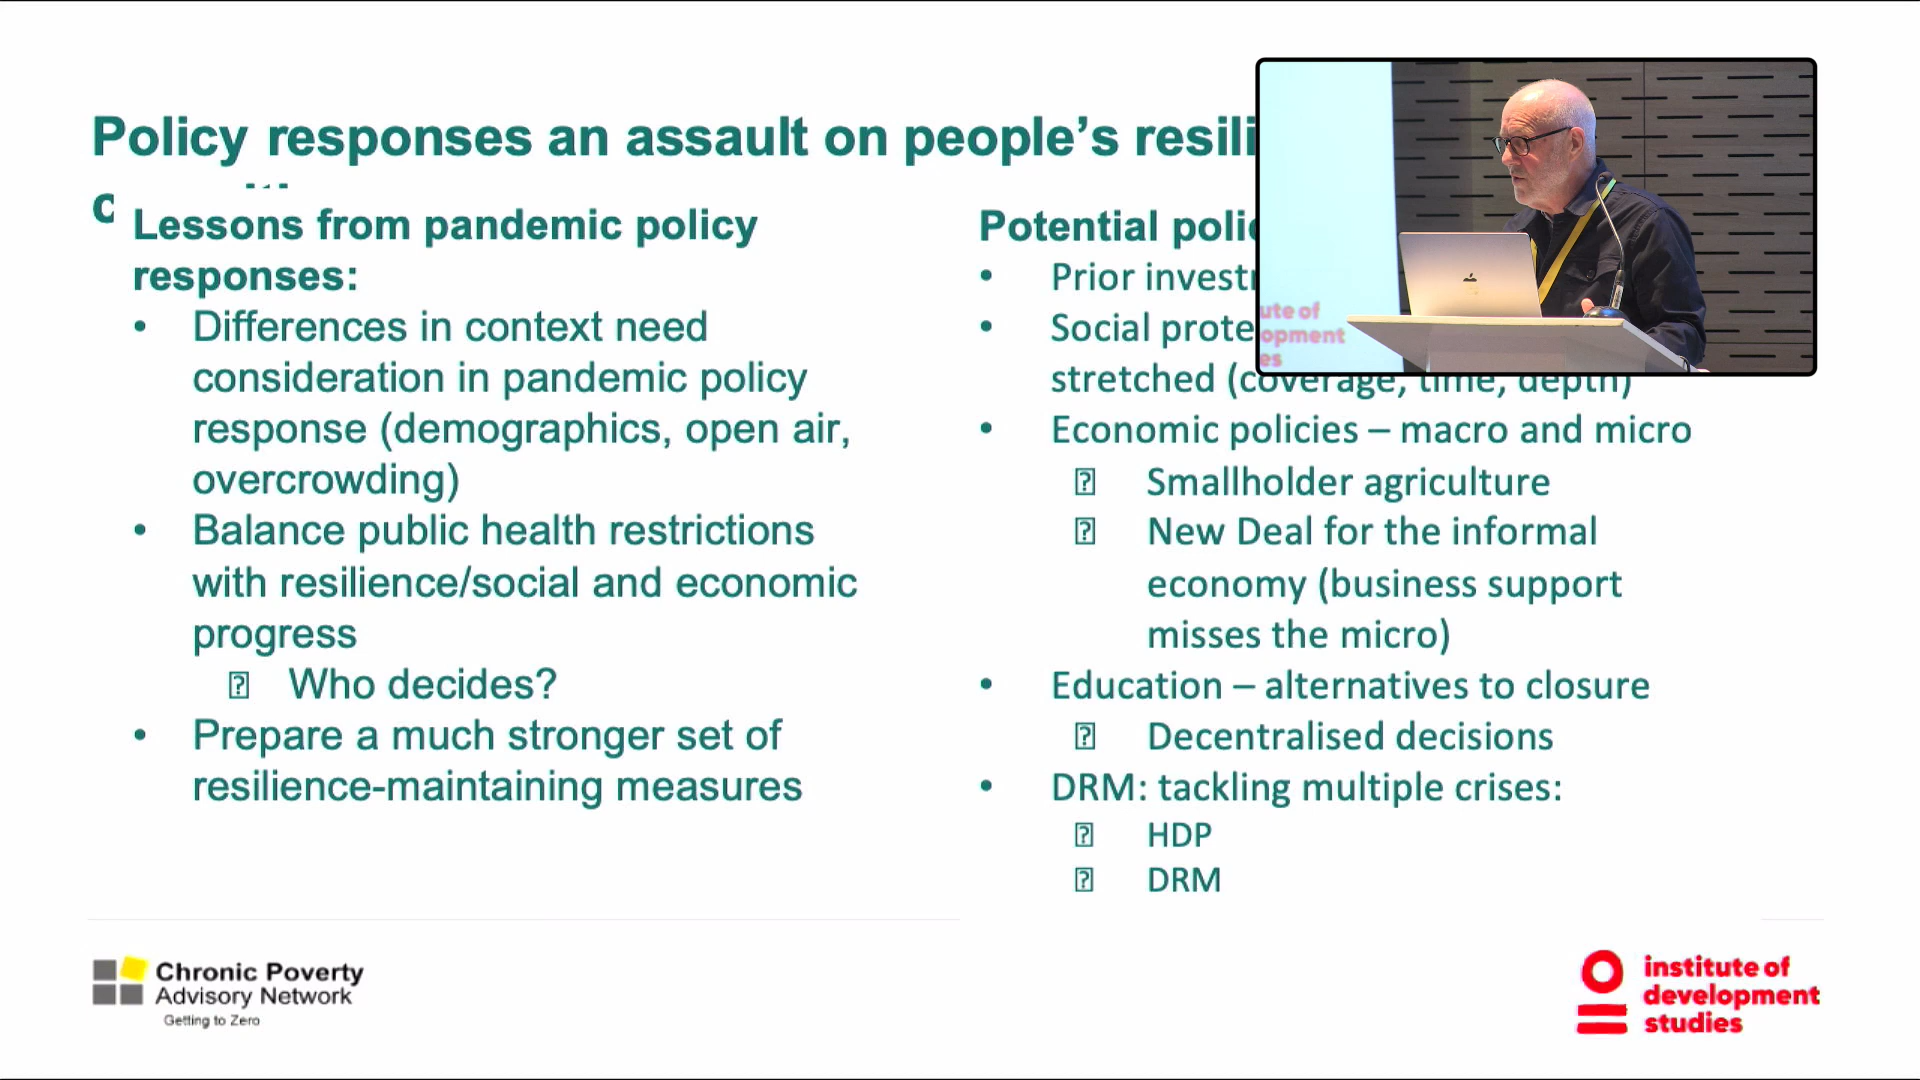 Policy responses an assault on people's
Lessons from pandemic policy
responses:
• Differences in context need
consideration in pandemic policy
response (demographics, open air,
overcrowding)
• Balance public health restrictions
with resilience/social and economic
progress
Who decides?
• Prepare a much stronger set of
resilience-maintaining measures
Potential
• Prior
• Social
stretched (coverage, time, depth)
• Economic policies – macro and micro
Smallholder agriculture
New Deal for the informal
economy (business support
misses the micro)
• Education – alternatives to closure
Decentralised decisions
• DRM: tackling multiple crises:
HDP
DRM
Chronic Poverty
Advisory Network
Getting to Zero
institute of
development
studies